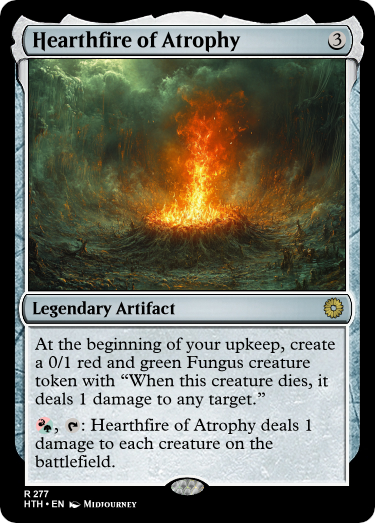 Hearthfire of Atrophy 3
Legendary Artifact
At the beginning of your upkeep, create
a 0/1 red and green Fungus creature
token with “When this creature dies, it
deals 1 damage to any target.”
, : Hearthfire of Atrophy deals 1
damage to each creature on the
battlefield.
R 277
HTH • EN Midjourney